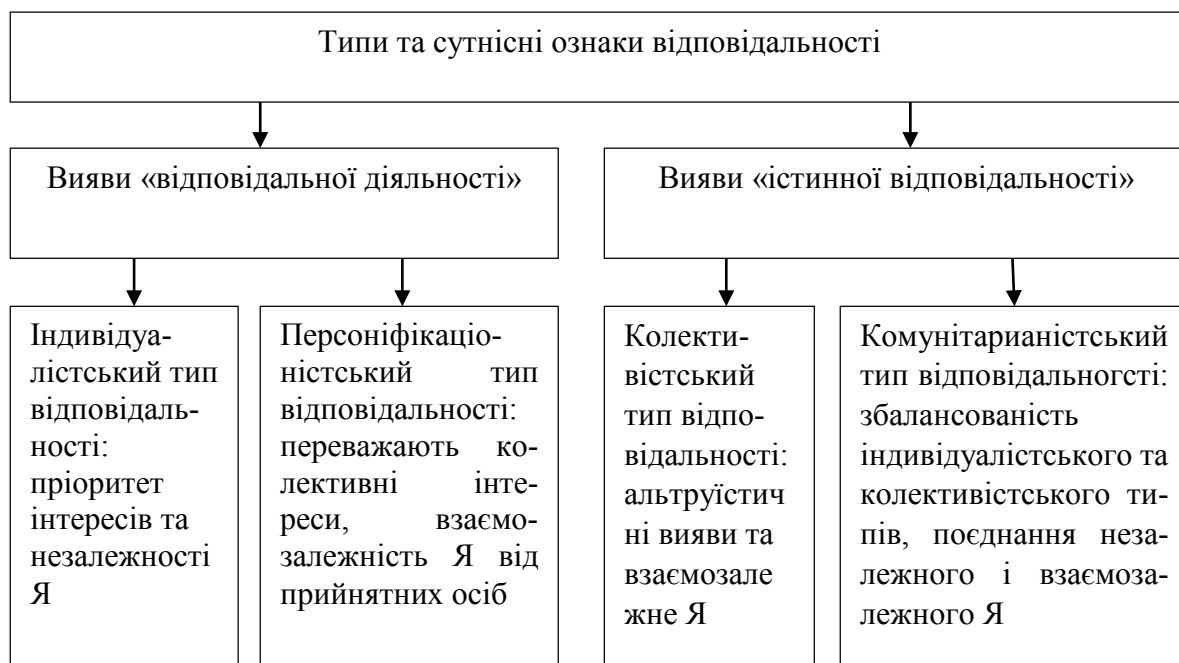 Типи та сутнісні ознаки відповідальності
Вияви «відповідальної діяльності»
Вияви «істинної відповідальності»
Індивідуа-
лістський тип
відповідаль-
ності:
пріоритет
інтересів та
незалежності
Я
Персоніфікаціо-
ністський тип
відповідальності:
переважають ко-
лективні інте-
реси, взаємо-
залежність Я від
прийнятних осіб
Колекти-
вістський
тип відпо-
відальності:
альтруїстич
ні вияви та
взаємозале
жне Я
Комунітарианістський
тип відповідальногсті:
збалансованість
індивідуалістського та
колективістського ти-
пів, поєднання неза-
лежного і взаємоза-
лежного Я